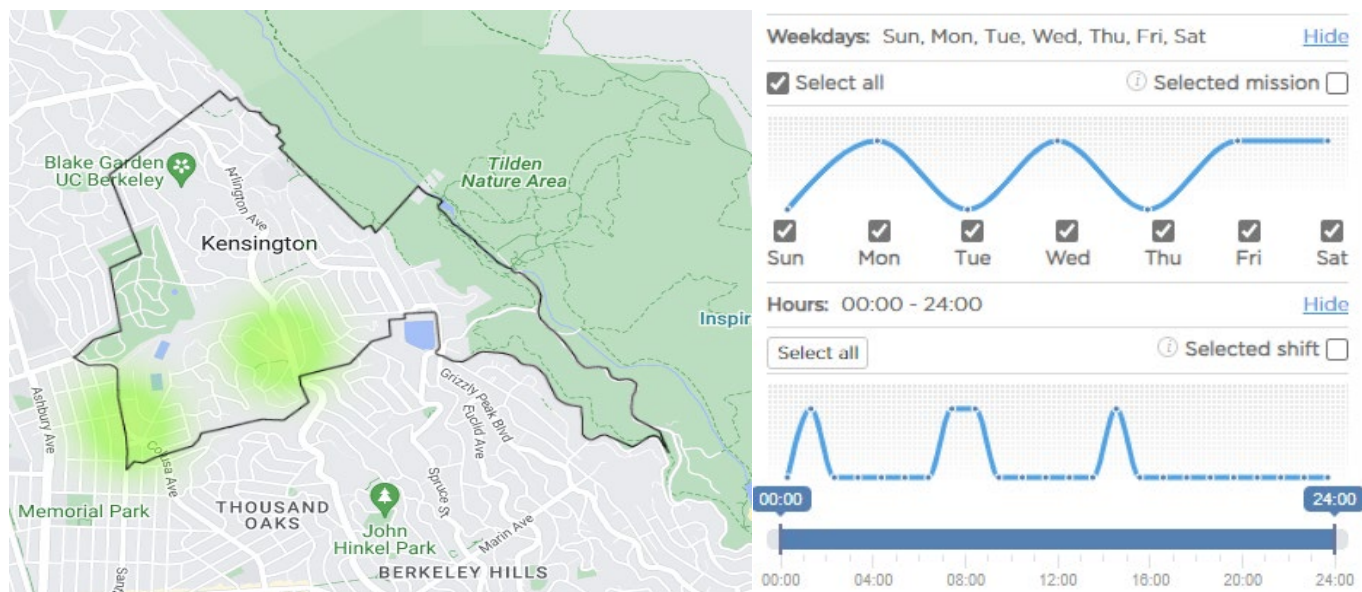 Blake Garden
UC Berkeley
Arlington Ave
Tilden
Nature Area
Kensington
Inspir
Ashbury Ave
Colusa Ave
Grizzly Peak Blvd
Euclid Ave
Spruce St
Memorial Park
THOUSAND
OAKS
John
Hinkel Park
Marin Ave
BERKELEY HILLS
Weekdays: Sun, Mon, Tue, Wed, Thu, Fri, Sat Hide
Select all Selected mission
Sun Mon Tue Wed Thu Fri Sat
Hours: 00:00 - 24:00 Hide
Select all Selected shift
00:00 24:00
00:00 04:00 08:00 12:00 16:00 20:00 24:00